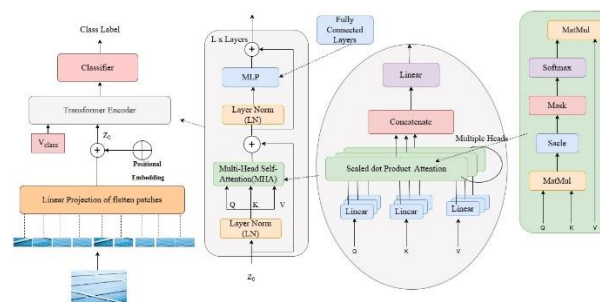 Class Label
Classifier
Transformer Encoder
V class
Z0
Positional
Embedding
Linear Projection of flatten patches
L x Layers
MLP
Layer Norm
(LN)
Multi-Head Self-
Attention(MHA)
Q K V
Layer Norm
(LN)
Z0
Fully
Connected
Layers
Linear
Concatenate
Multiple Heads
Scaled dot Product Attention
Linear
Linear
Linear
Q K V
MatMul
Softmax
Mask
Sacle
MatMul
Q K V